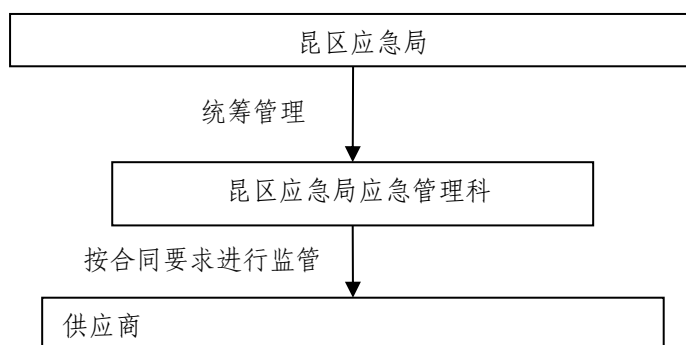 昆区应急局
统筹管理
昆区应急局应急管理科
按合同要求进行监管
供应商